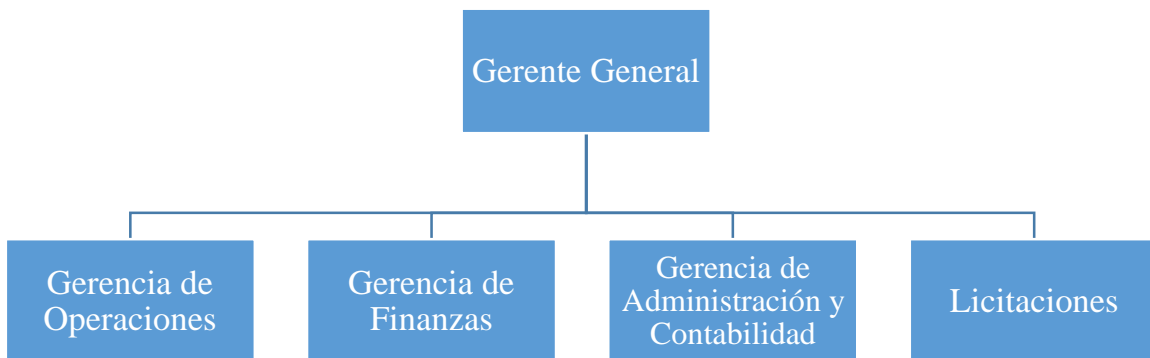 Gerente General
Gerencia de
Operaciones
Gerencia de
Finanzas
Gerencia de
Administración y
Contabilidad
Licitaciones